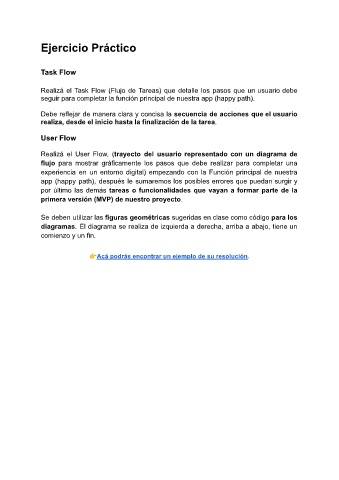 Ejercicio Práctico
Task Flow
Realizá el Task Flow (Flujo de Tareas) que detalle los pasos que un usuario debe
seguir para completar la función principal de nuestra app (happy path).
Debe reflejar de manera clara y concisa la secuencia de acciones que el usuario
realiza, desde el inicio hasta la finalización de la tarea.
User Flow
Realizá el User Flow, (trayecto del usuario representado con un diagrama de
flujo para mostrar gráficamente los pasos que debe realizar para completar una
experiencia en un entorno digital) empezando con la Función principal de nuestra
app (happy path), después le sumaremos los posibles errores que puedan surgir y
por último las demás tareas o funcionalidades que vayan a formar parte de la
primera versión (MVP) de nuestro proyecto.
Se deben utilizar las figuras geométricas sugeridas en clase como código para los
diagramas. El diagrama se realiza de izquierda a derecha, arriba a abajo, tiene un
comienzo y un fin.
👉Acá podrás encontrar un ejemplo de su resolución.